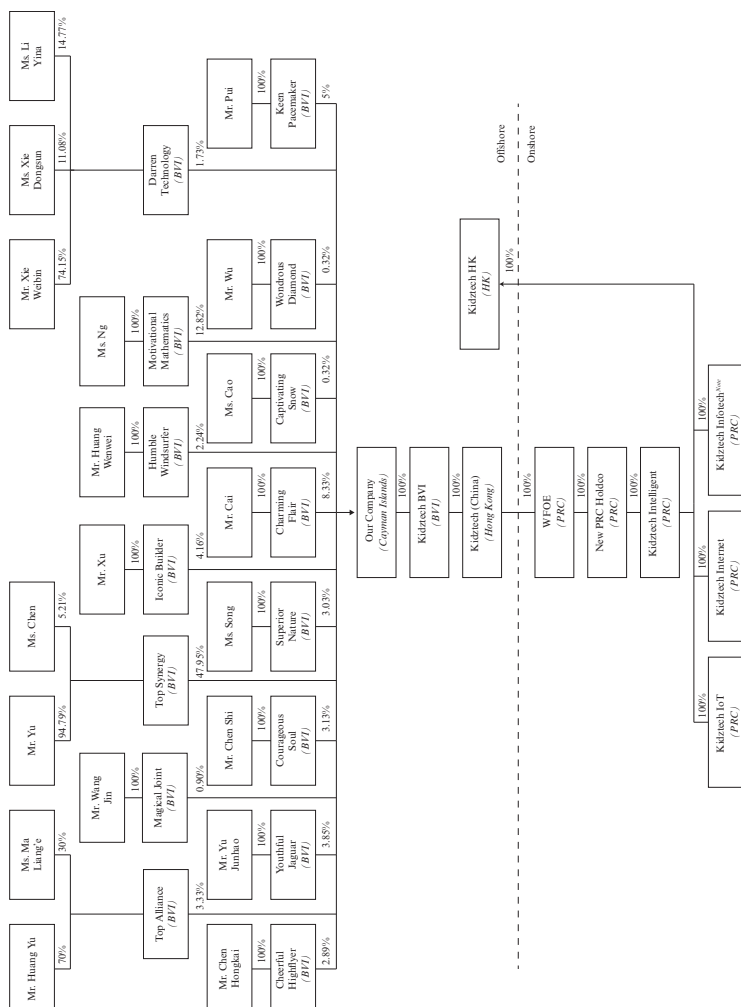 Mr. Huang Yu
Ms. Ma
Liang'e
Mr. Yu
Ms. Chen
Mr. Xie
Weibin
Ms. Xie
Dongsun
Ms. Li
Yina
70%
30%
94.79%
5.21%
74.15%
11.08%
14.77%
Mr. Wang
Jin
Mr. Xu
Mr. Huang
Wenwei
Ms. Ng
100%
100%
100%
100%
Top Alliance
(BVI)
Magical Joint
(BVI)
Top Synergy
(BVI)
Iconic Builder
(BVI)
Humble
Windsurfer
(BVI)
Motivational
Mathematics
(BVI)
Darren
Technology
(BVI)
3.33%
0.90%
47.95%
4.16%
2.24%
12.82%
1.73%
Mr. Chen
Hongkai
Mr. Yu
Junhao
Mr. Chen Shi
Ms. Song
Mr. Cai
Ms. Cao
Mr. Wu
Mr. Pui
100%
100%
100%
100%
100%
100%
100%
100%
Cheerful
Highflyer
(BVI)
Youthful
Jaguar
(BVI)
Courageous
Soul
(BVI)
Superior
Nature
(BVI)
Charming
Flair
(BVI)
Captivating
Snow
(BVI)
Wondrous
Diamond
(BVI)
Keen
Pacemaker
(BVI)
2.89%
3.85%
3.13%
3.03%
8.33%
0.32%
0.32%
5%
Our Company
(Cayman Islands)
100%
Kidztech BVI
(BVI)
100%
Kidztech (China)
(Hong Kong)
Kidztech HK
(HK)
100%
Offshore
Onshore
100%
WFOE
(PRC)
100%
New PRC Holdco
(PRC)
100%
Kidztech Intelligent
(PRC)
100%
100%
100%
Kidztech IoT
(PRC)
Kidztech Internet
(PRC)
Kidztech Infotech Note
(PRC)